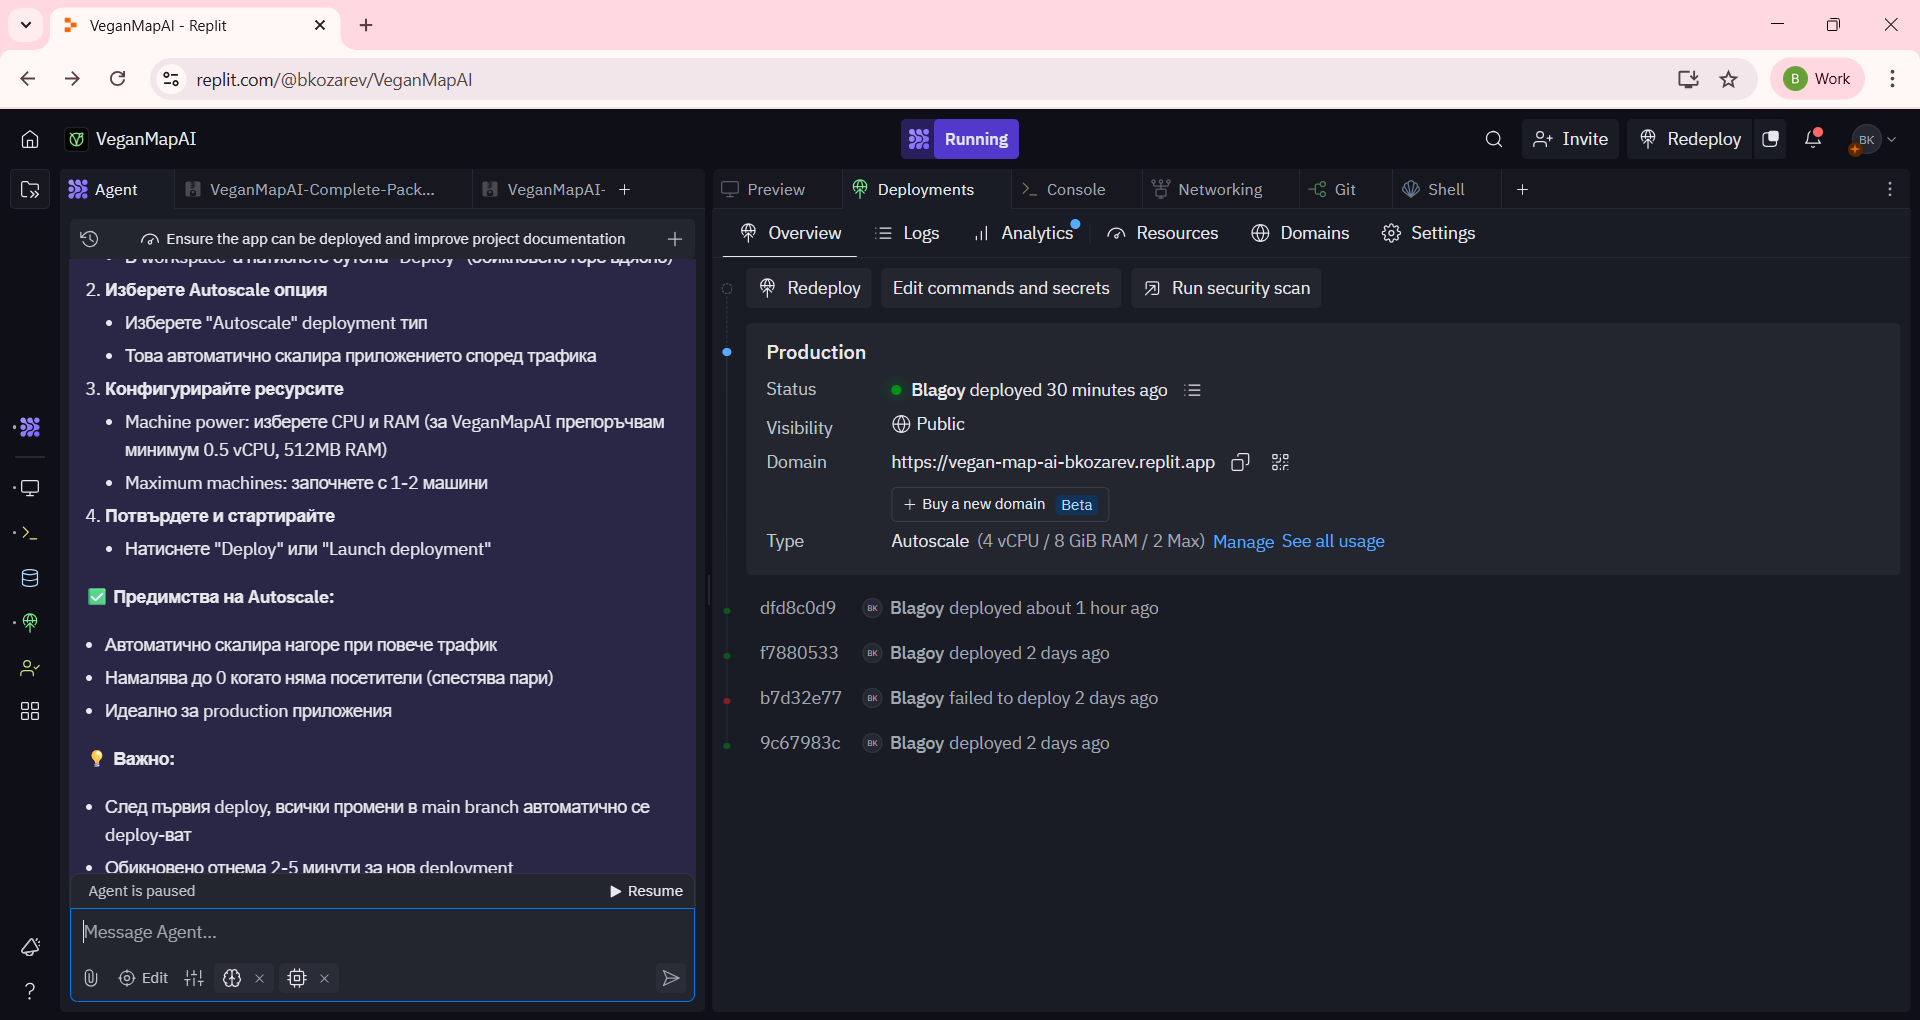 VeganMapAI - Replit
replit.com/@bkozarev/VeganMapAI
B Work
VeganMapAI
Running
Invite
Redeploy
BK
Agent
VeganMapAI-Complete-Pack...
VeganMapAI-
Preview
Deployments
Console
Networking
Git
Shell
Ensure the app can be deployed and improve project documentation
В workspace-а натиснете бутона "Deploy" (обикновено горе вдясно)
2. Изберете Autoscale опция
• Изберете "Autoscale" deployment тип
• Това автоматично скалира приложението според трафика
3. Конфигурирайте ресурсите
• Machine power: изберете CPU и RAM (за VeganMapAI препоръчвам
минимум 0.5 vCPU, 512MB RAM)
• Maximum machines: започнете с 1-2 машини
4. Потвърдете и стартирайте
• Натиснете "Deploy" или "Launch deployment"
✅ Предимства на Autoscale:
• Автоматично скалира нагоре при повече трафик
• Намалява до 0 когато няма посетители (спестява пари)
• Идеално за production приложения
💡 Важно:
• След първия deploy, всички промени в main branch автоматично се
deploy-ват
• Обикновено отнема 2-5 минути за нов deployment
Agent is paused
Resume
Message Agent...
Edit
Overview
Logs
Analytics
Resources
Domains
Settings
Redeploy
Edit commands and secrets
Run security scan
Production
Status
Blagoy deployed 30 minutes ago
Visibility
Public
Domain
https://vegan-map-ai-bkozarev.replit.app
+ Buy a new domain Beta
Type
Autoscale (4 vCPU / 8 GiB RAM / 2 Max) Manage See all usage
dfd8c0d9 BK Blagoy deployed about 1 hour ago
f7880533 BK Blagoy deployed 2 days ago
b7d32e77 BK Blagoy failed to deploy 2 days ago
9c67983c BK Blagoy deployed 2 days ago